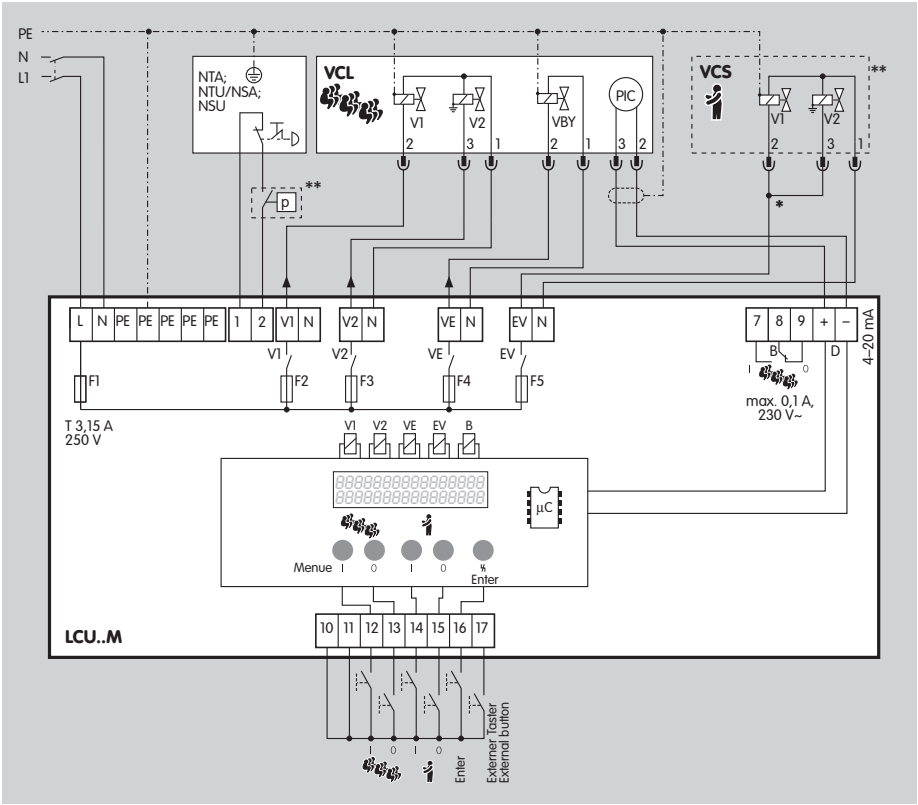 PE
N
L1
NTA;
NTU/NSA;
NSU
VCL
V1
V2
VBY
PIC
2
3
1
2
1
3
2
VCS
**
V1
V2
2
3
1
**
p
*
L N PE PE PE PE PE 1 2 V1 N V2 N VE N EV N 7 8 9 + –
4–20 mA
V1
V2
VE
EV
F1
F2
F3
F4
F5
B
D
I
0
max. 0,1 A,
230 V~
T 3,15 A
250 V
V1 V2 VE EV B
µC
Menue I 0 I 0
Enter
10 11 12 13 14 15 16 17
LCU..M
I 0 I 0
Enter
Externer Taster
External button